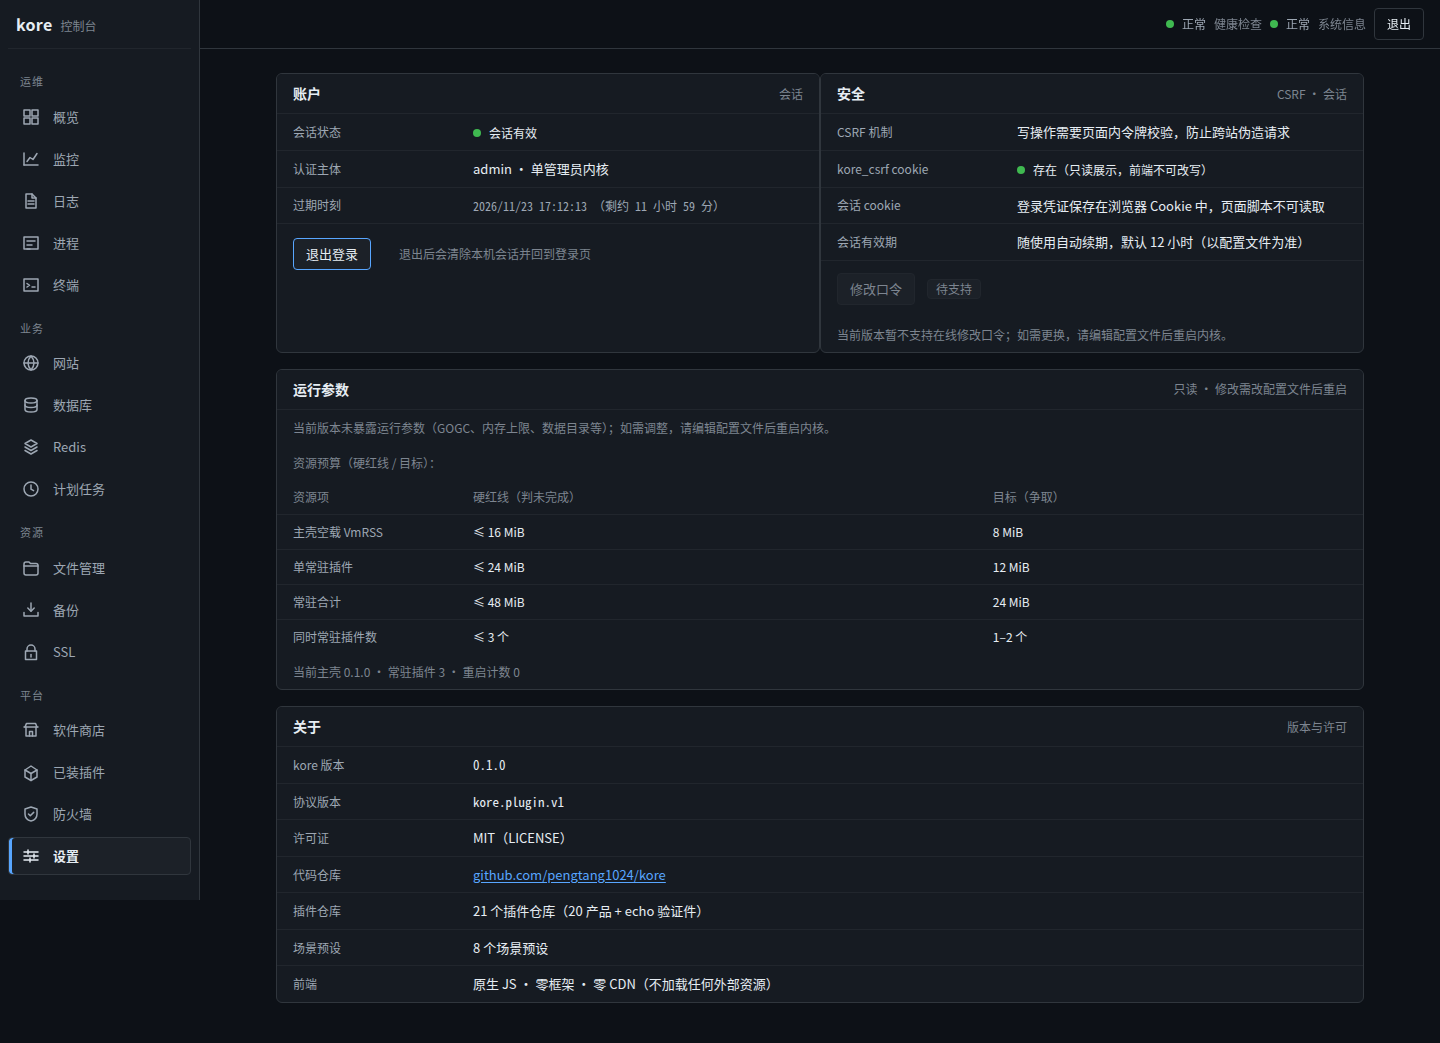 kore 控制台
正常 健康检查 正常 系统信息 退出
运维
概览
监控
日志
进程
终端
业务
网站
数据库
Redis
计划任务
资源
文件管理
备份
SSL
平台
软件商店
已装插件
防火墙
设置
账户 会话
会话状态 会话有效
认证主体 admin · 单管理员内核
过期时刻 2026/11/23 17:12:13 (剩约 11 小时 59 分)
退出登录 退出后会清除本机会话并回到登录页
安全 CSRF · 会话
CSRF 机制 写操作需要页面内令牌校验，防止跨站伪造请求
kore_csrf cookie 存在（只读展示，前端不可改写）
会话 cookie 登录凭证保存在浏览器 Cookie 中，页面脚本不可读取
会话有效期 随使用自动续期，默认 12 小时（以配置文件为准）
修改口令 待支持
当前版本暂不支持在线修改口令；如需更换，请编辑配置文件后重启内核。
运行参数 只读 · 修改需改配置文件后重启
当前版本未暴露运行参数（GOGC、内存上限、数据目录等）；如需调整，请编辑配置文件后重启内核。
资源预算（硬红线 / 目标）：
资源项 硬红线（判未完成） 目标（争取）
主壳空载 VmRSS ≤ 16 MiB 8 MiB
单常驻插件 ≤ 24 MiB 12 MiB
常驻合计 ≤ 48 MiB 24 MiB
同时常驻插件数 ≤ 3 个 1–2 个
当前主壳 0.1.0 · 常驻插件 3 · 重启计数 0
关于 版本与许可
kore 版本 0.1.0
协议版本 kore.plugin.v1
许可证 MIT（LICENSE）
代码仓库 github.com/pengtang1024/kore
插件仓库 21 个插件仓库（20 产品 + echo 验证件）
场景预设 8 个场景预设
前端 原生 JS · 零框架 · 零 CDN（不加载任何外部资源）